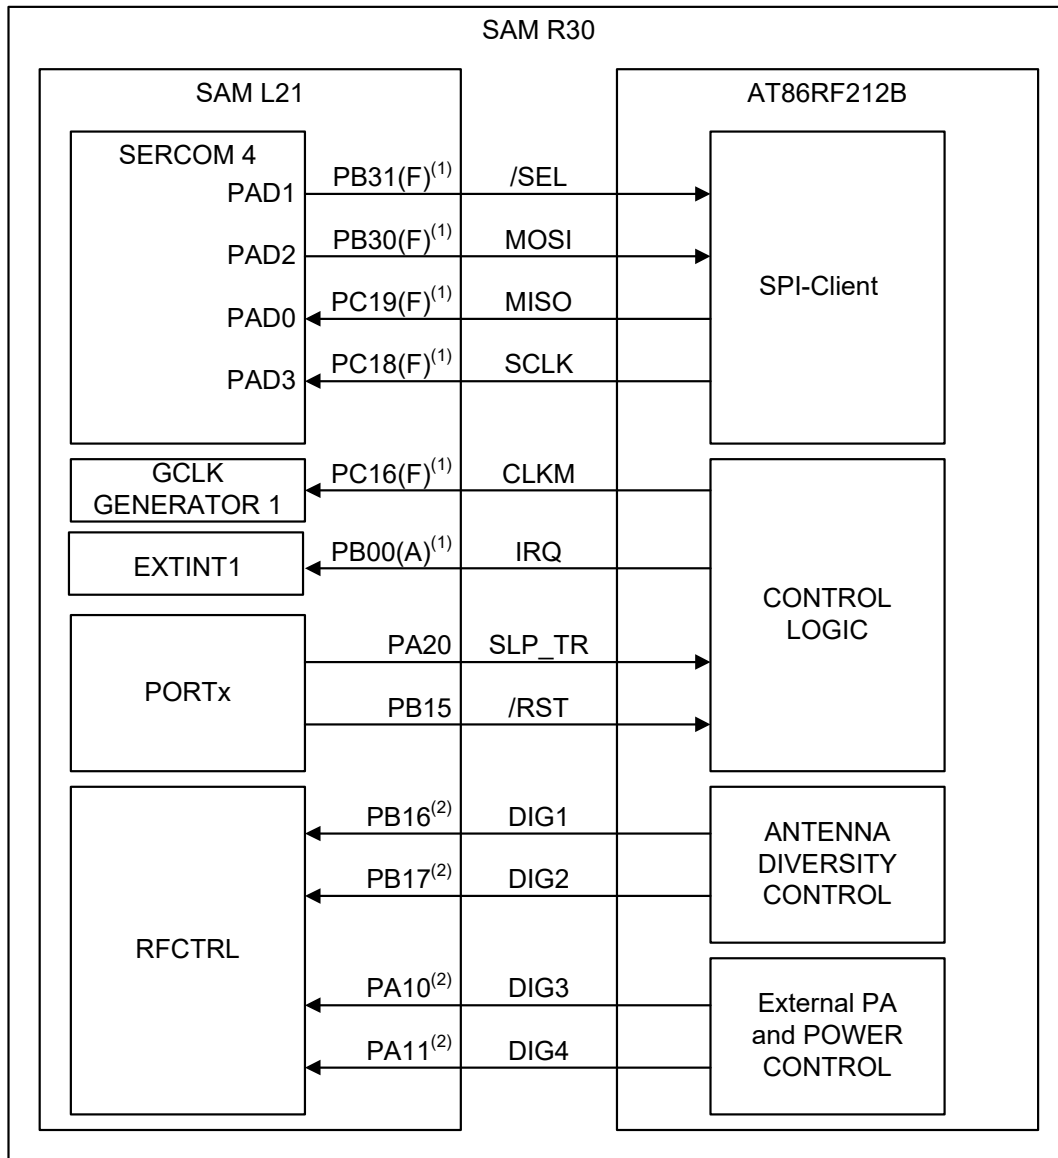 SAM R30
SAM L21
AT86RF212B
SERCOM 4
PAD1
PB31(F)(1)
/SEL
PAD2
PB30(F)(1)
MOSI
PAD0
PC19(F)(1)
MISO
PAD3
PC18(F)(1)
SCLK
SPI-Client
GCLK
GENERATOR 1
PC16(F)(1)
CLKM
EXTINT1
PB00(A)(1)
IRQ
CONTROL
LOGIC
PORTx
PA20
SLP_TR
PB15
/RST
RFCTRL
PB16(2)
DIG1
PB17(2)
DIG2
ANTENNA
DIVERSITY
CONTROL
PA10(2)
DIG3
PA11(2)
DIG4
External PA
and POWER
CONTROL